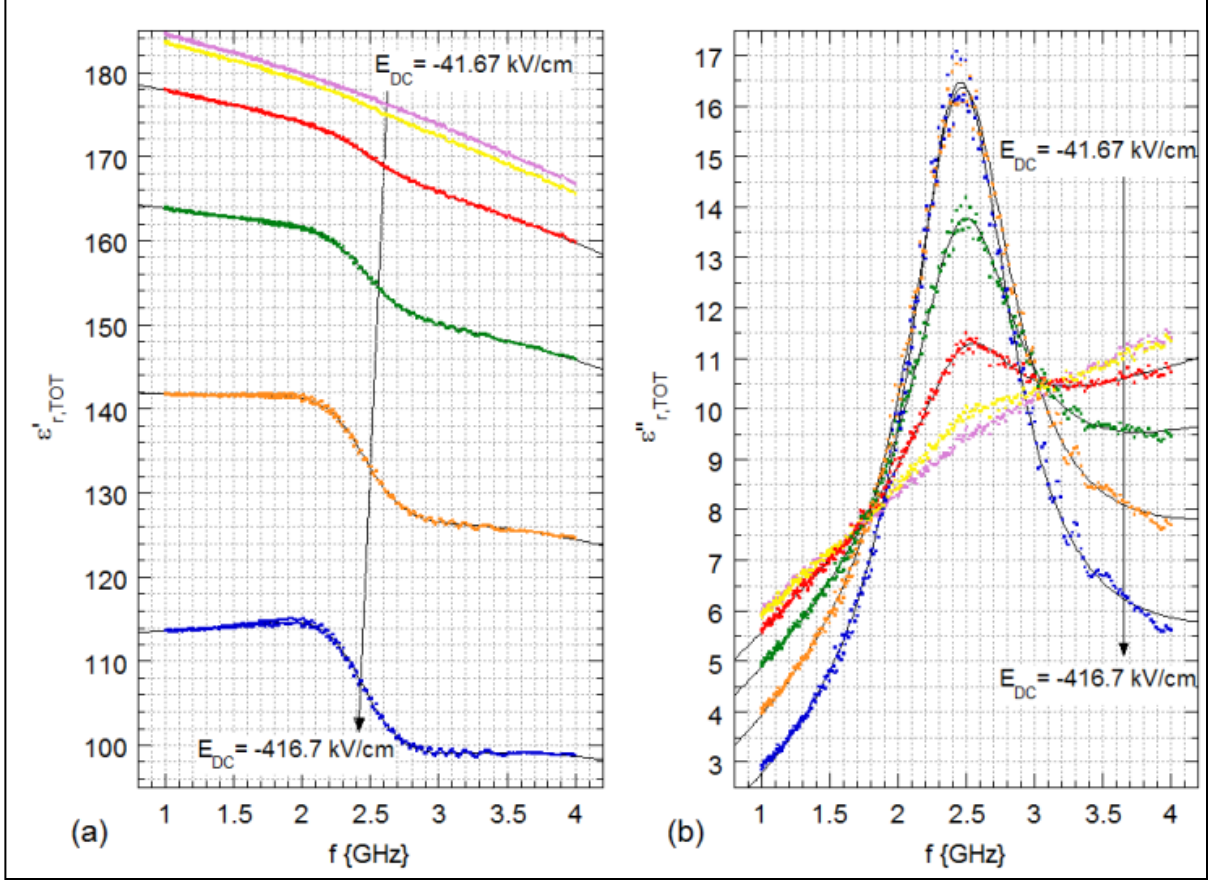 180
170
160
150
140
130
120
110
100
ε'r,TOT
EDC= -41.67 kV/cm
EDC= -416.7 kV/cm
1 1.5 2 2.5 3 3.5 4
(a)
f {GHz}
17
16
15
14
13
12
11
10
9
8
7
6
5
4
3
ε''r,TOT
EDC= -41.67 kV/cm
EDC= -416.7 kV/cm
1 1.5 2 2.5 3 3.5 4
(b)
f {GHz}